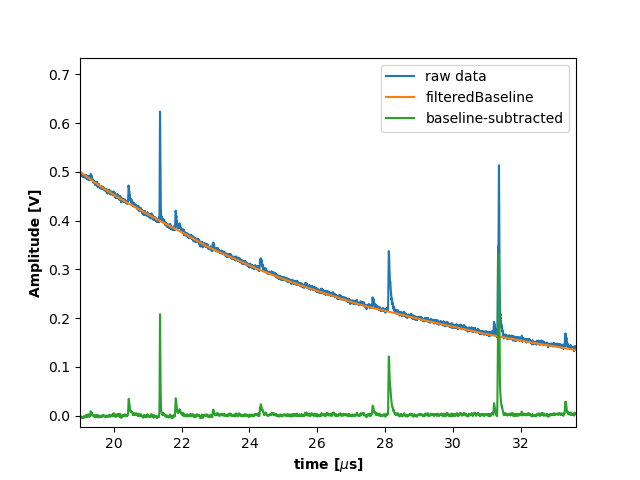 raw data
filteredBaseline
baseline-subtracted
Amplitude [V]
0.7
0.6
0.5
0.4
0.3
0.2
0.1
0.0
20 22 24 26 28 30 32
time [μs]